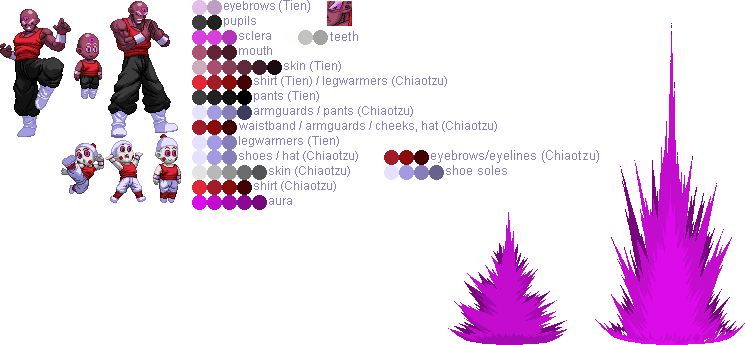 eyebrows (Tien)
pupils
sclera
teeth
mouth
skin (Tien)
shirt (Tien) / legwarmers (Chiaotzu)
pants (Tien)
armguards / pants (Chiaotzu)
waistband / armguards / cheeks, hat (Chiaotzu)
legwarmers (Tien)
shoes / hat (Chiaotzu)
eyebrows/eyelines (Chiaotzu)
skin (Chiaotzu)
shoe soles
shirt (Chiaotzu)
aura